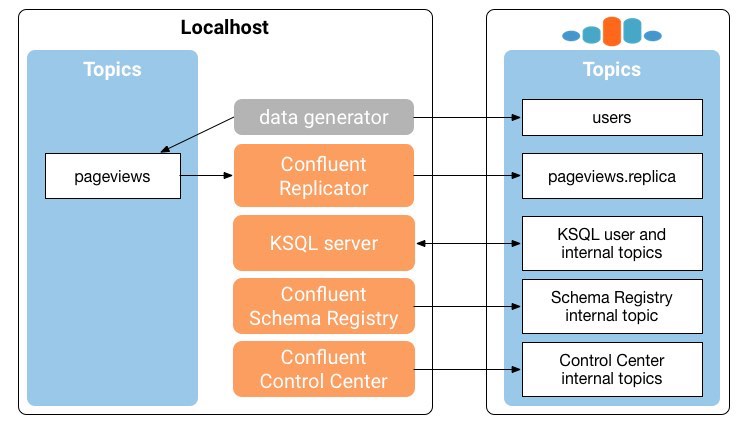 Localhost
Topics
Topics
data generator
users
pageviews
Confluent
Replicator
pageviews.replica
KSQL server
KSQL user and
internal topics
Confluent
Schema Registry
Schema Registry
internal topic
Confluent
Control Center
Control Center
internal topics